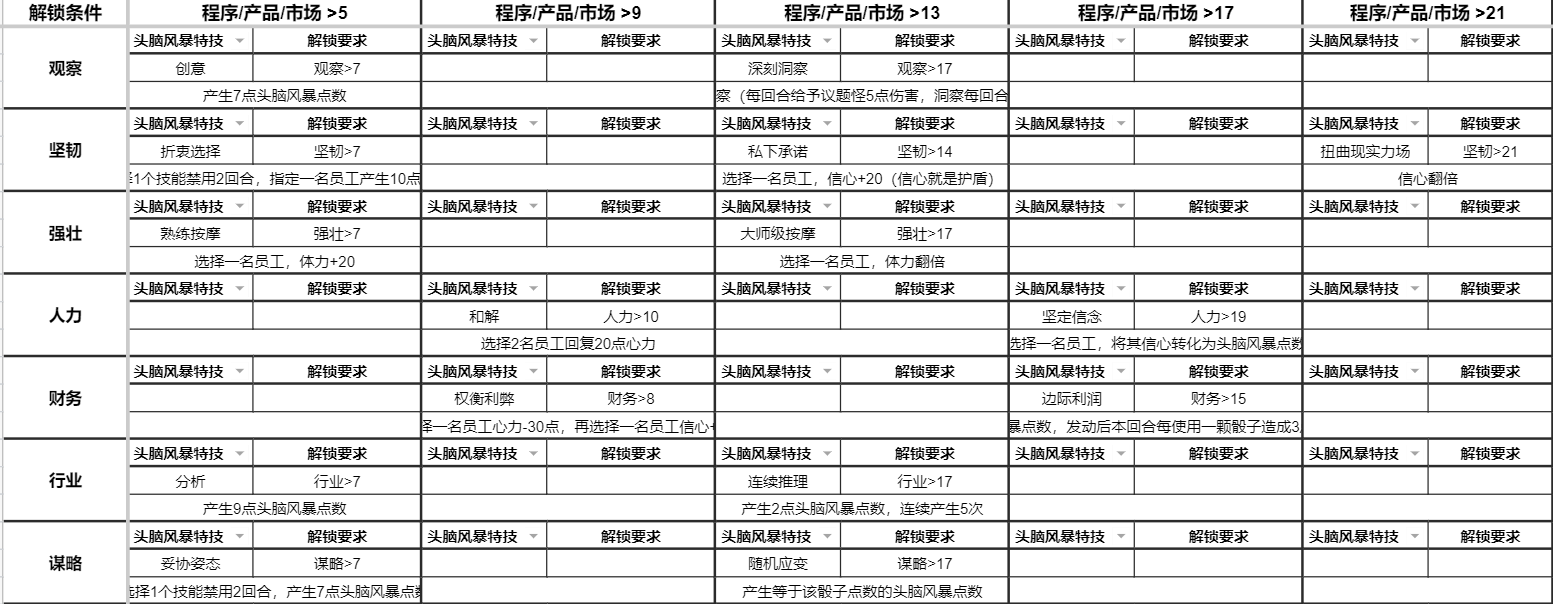 解锁条件 程序/产品/市场 >5 程序/产品/市场 >9 程序/产品/市场 >13 程序/产品/市场 >17 程序/产品/市场 >21
头脑风暴特技 解锁要求 头脑风暴特技 解锁要求 头脑风暴特技 解锁要求 头脑风暴特技 解锁要求 头脑风暴特技 解锁要求
观察 创意 观察>7 深刻洞察 观察>17
产生7点头脑风暴点数 察（每回合给予议题怪5点伤害，洞察每回合
头脑风暴特技 解锁要求 头脑风暴特技 解锁要求 头脑风暴特技 解锁要求 头脑风暴特技 解锁要求 头脑风暴特技 解锁要求
坚韧 折衷选择 坚韧>7 私下承诺 坚韧>14 扭曲现实力场 坚韧>21
1个技能禁用2回合，指定一名员工产生10点 选择一名员工，信心+20（信心就是护盾） 信心翻倍
头脑风暴特技 解锁要求 头脑风暴特技 解锁要求 头脑风暴特技 解锁要求 头脑风暴特技 解锁要求 头脑风暴特技 解锁要求
强壮 熟练按摩 强壮>7 大师级按摩 强壮>17
选择一名员工，体力+20 选择一名员工，体力翻倍
头脑风暴特技 解锁要求 头脑风暴特技 解锁要求 头脑风暴特技 解锁要求 头脑风暴特技 解锁要求 头脑风暴特技 解锁要求
人力 和解 人力>10 坚定信念 人力>19
选择2名员工回复20点心力 选择一名员工，将其信心转化为头脑风暴点数
头脑风暴特技 解锁要求 头脑风暴特技 解锁要求 头脑风暴特技 解锁要求 头脑风暴特技 解锁要求 头脑风暴特技 解锁要求
财务 权衡利弊 财务>8 边际利润 财务>15
择一名员工心力-30点，再选择一名员工信心+ 暴点数，发动后本回合每使用一颗骰子造成3
头脑风暴特技 解锁要求 头脑风暴特技 解锁要求 头脑风暴特技 解锁要求 头脑风暴特技 解锁要求 头脑风暴特技 解锁要求
行业 分析 行业>7 连续推理 行业>17
产生9点头脑风暴点数 产生2点头脑风暴点数，连续产生5次
头脑风暴特技 解锁要求 头脑风暴特技 解锁要求 头脑风暴特技 解锁要求 头脑风暴特技 解锁要求 头脑风暴特技 解锁要求
谋略 妥协姿态 谋略>7 随机应变 谋略>17
选择1个技能禁用2回合，产生7点头脑风暴点数 产生等于该骰子点数的头脑风暴点数